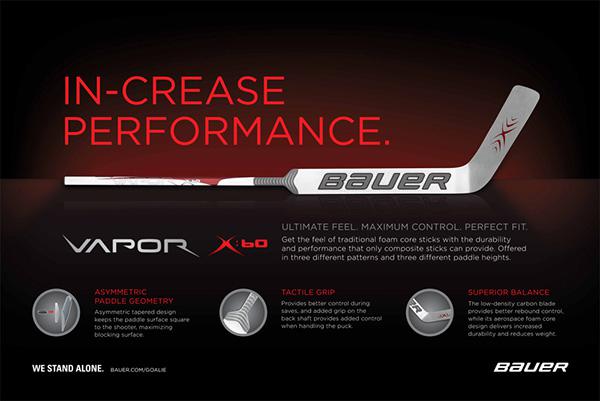 IN-CREASE
PERFORMANCE.
BAUER
VAPOR X:60
ULTIMATE FEEL. MAXIMUM CONTROL. PERFECT FIT.
Get the feel of traditional foam core sticks with the durability
and performance that only composite sticks can provide. Offered
in three different patterns and three different paddle heights.
ASYMMETRIC
PADDLE GEOMETRY
Asymmetric tapered design
keeps the paddle surface square
to the shooter, maximizing
blocking surface.
TACTILE GRIP
Provides better control during
saves, and added grip on the
back shaft provides added control
when handling the puck.
SUPERIOR BALANCE
The low-density carbon blade
provides better rebound control,
while its aerospace foam core
design delivers increased
durability and reduces weight.
WE STAND ALONE. BAUER.COM/GOALIE
BAUER